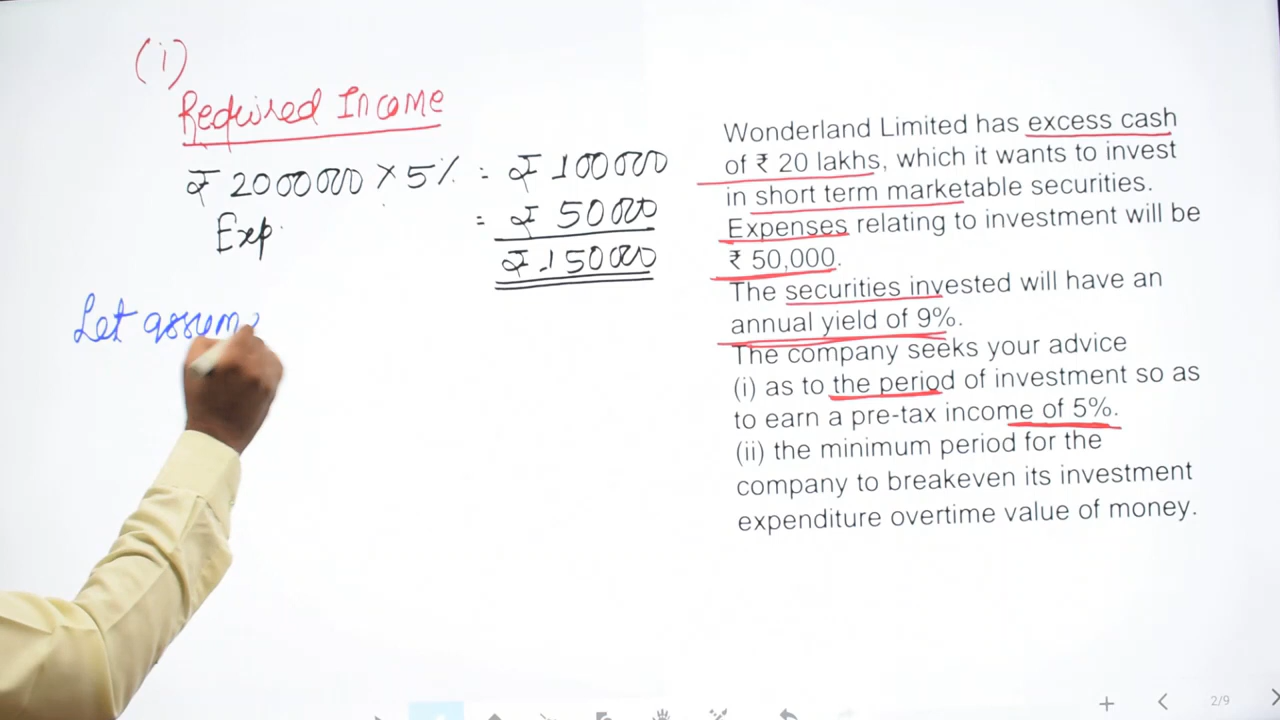 (i)
Required Income
₹ 2000000 × 5% = ₹ 100000
Exp. = ₹ 50000
₹ 150000
Let assum
Wonderland Limited has excess cash
of ₹ 20 lakhs, which it wants to invest
in short term marketable securities.
Expenses relating to investment will be
₹ 50,000.
The securities invested will have an
annual yield of 9%.
The company seeks your advice
(i) as to the period of investment so as
to earn a pre-tax income of 5%.
(ii) the minimum period for the
company to breakeven its investment
expenditure overtime value of money.
2/9